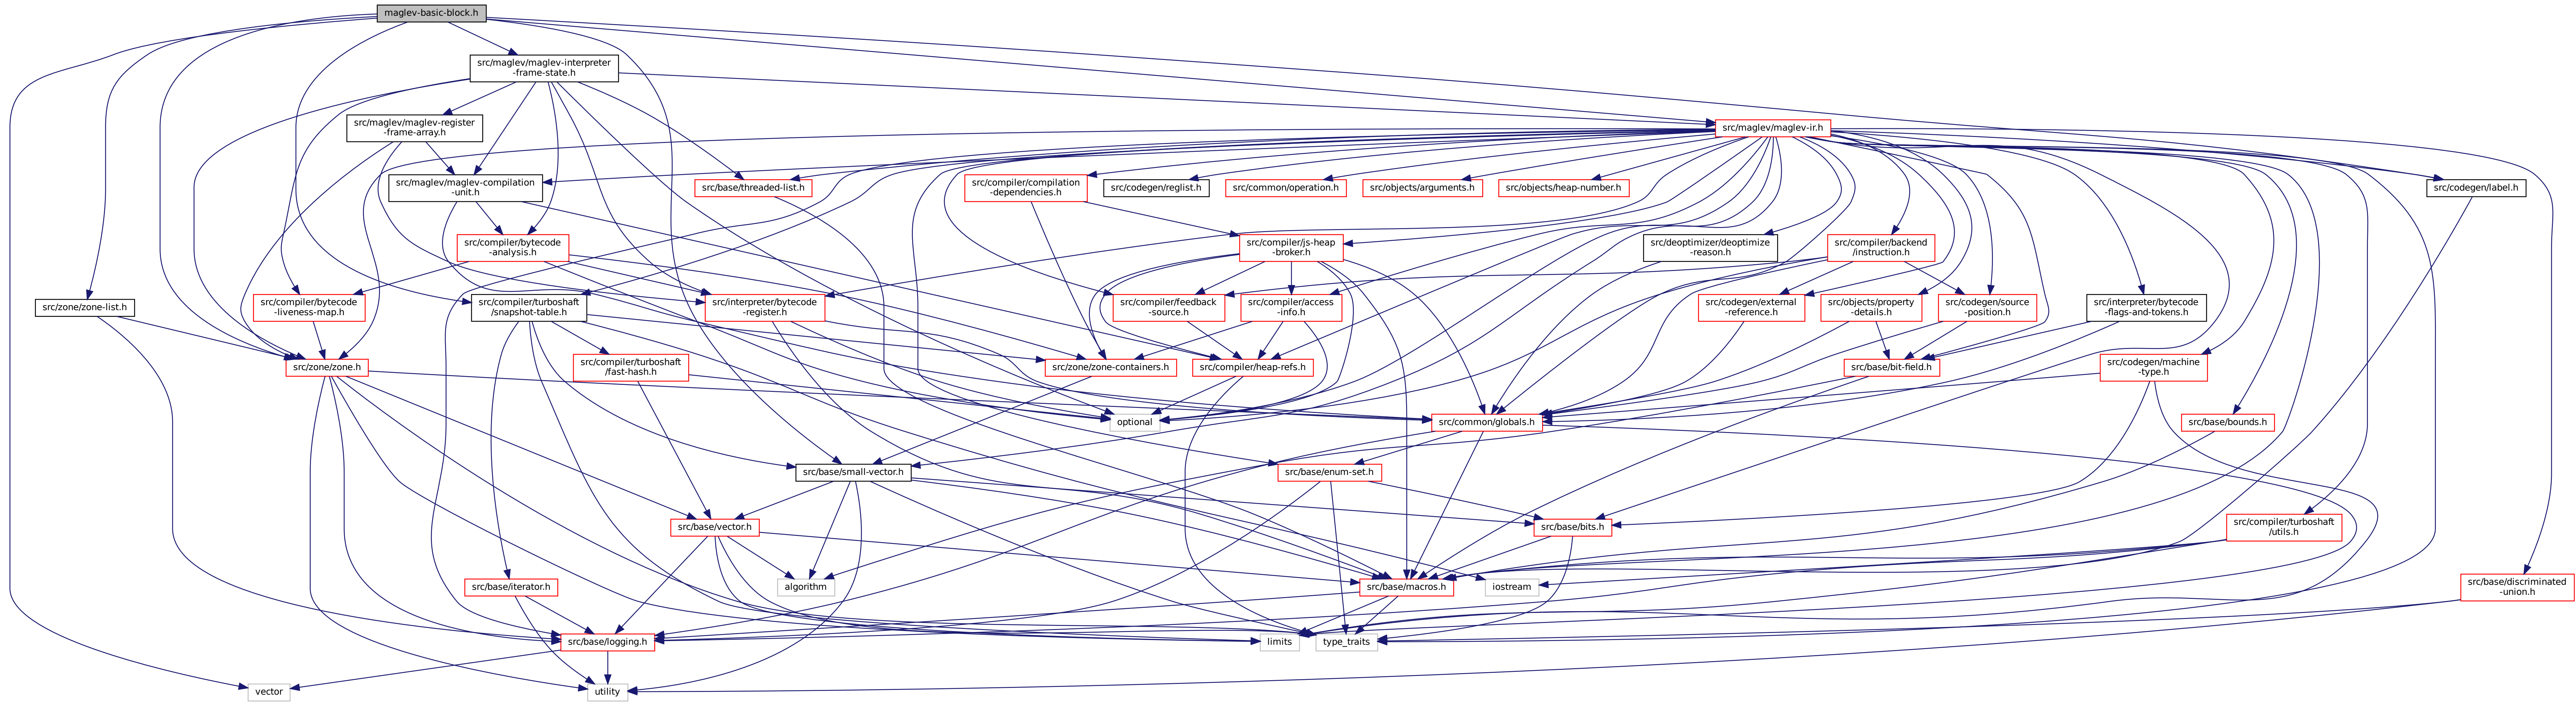 maglev-basic-block.h
src/maglev/maglev-interpreter
-frame-state.h
src/maglev/maglev-register
-frame-array.h
src/maglev/maglev-ir.h
src/maglev/maglev-compilation
-unit.h
src/base/threaded-list.h
src/compiler/compilation
-dependencies.h
src/codegen/reglist.h
src/common/operation.h
src/objects/arguments.h
src/objects/heap-number.h
src/codegen/label.h
src/compiler/bytecode
-analysis.h
src/compiler/js-heap
-broker.h
src/deoptimizer/deoptimize
-reason.h
src/compiler/backend
/instruction.h
src/zone/zone-list.h
src/compiler/bytecode
-liveness-map.h
src/compiler/turboshaft
/snapshot-table.h
src/interpreter/bytecode
-register.h
src/compiler/feedback
-source.h
src/compiler/access
-info.h
src/codegen/external
-reference.h
src/objects/property
-details.h
src/codegen/source
-position.h
src/interpreter/bytecode
-flags-and-tokens.h
src/zone/zone.h
src/compiler/turboshaft
/fast-hash.h
src/zone/zone-containers.h
src/compiler/heap-refs.h
src/base/bit-field.h
src/codegen/machine
-type.h
optional
src/common/globals.h
src/base/bounds.h
src/base/small-vector.h
src/base/enum-set.h
src/base/vector.h
src/base/bits.h
src/compiler/turboshaft
/utils.h
src/base/iterator.h
algorithm
src/base/macros.h
iostream
src/base/discriminated
-union.h
src/base/logging.h
limits
type_traits
vector
utility